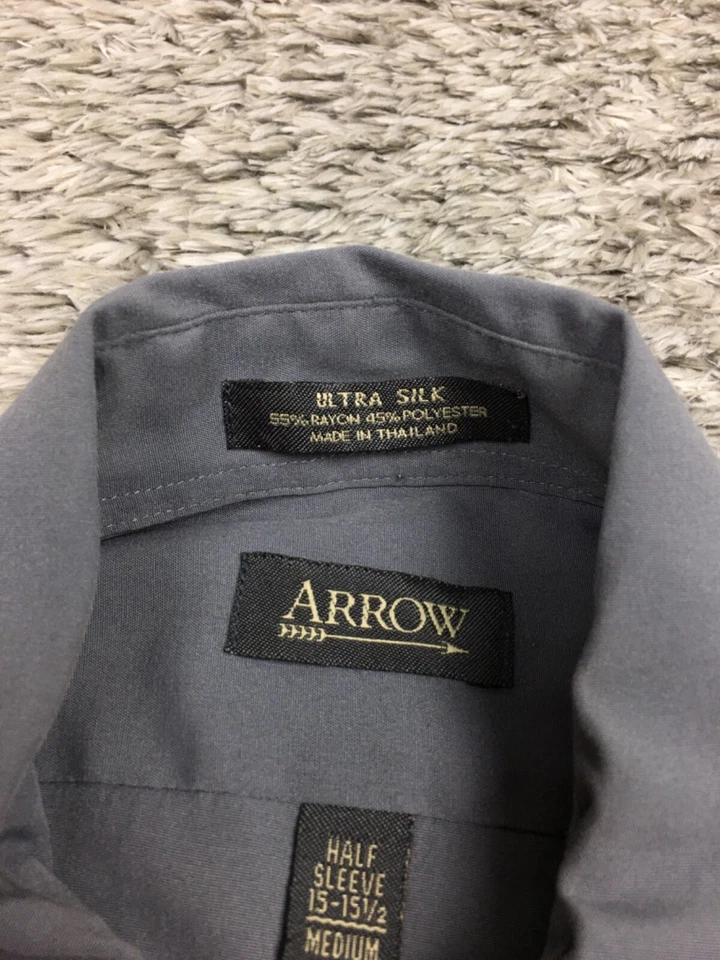 ULTRA SILK
55% RAYON 45% POLYESTER
MADE IN THAILAND
ARROW
HALF
SLEEVE
15-15½
MEDIUM